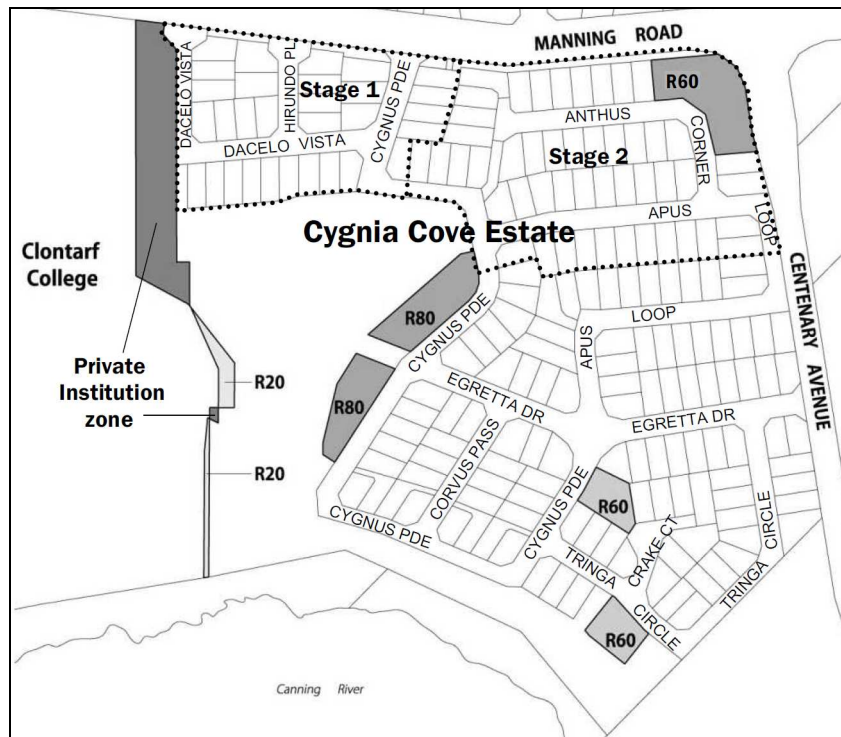 MANNING ROAD
DACELO VISTA
HIRUNDO PL
Stage 1
CYGNUS PDE
R60
ANTHUS
CORNER
DACELO VISTA
Stage 2
APUS
LOOP
Cygnia Cove Estate
Clontarf
College
CENTENARY AVENUE
R80
CYGNUS PDE
LOOP
APUS
Private
Institution
zone
R20
R80
EGRETTA DR
EGRETTA DR
CORVUS PASS
R20
CYGNUS PDE
R60
CYGNUS PDE
TRINGA
CRAKE CT
CIRCLE
TRINGA
CIRCLE
R60
Canning River